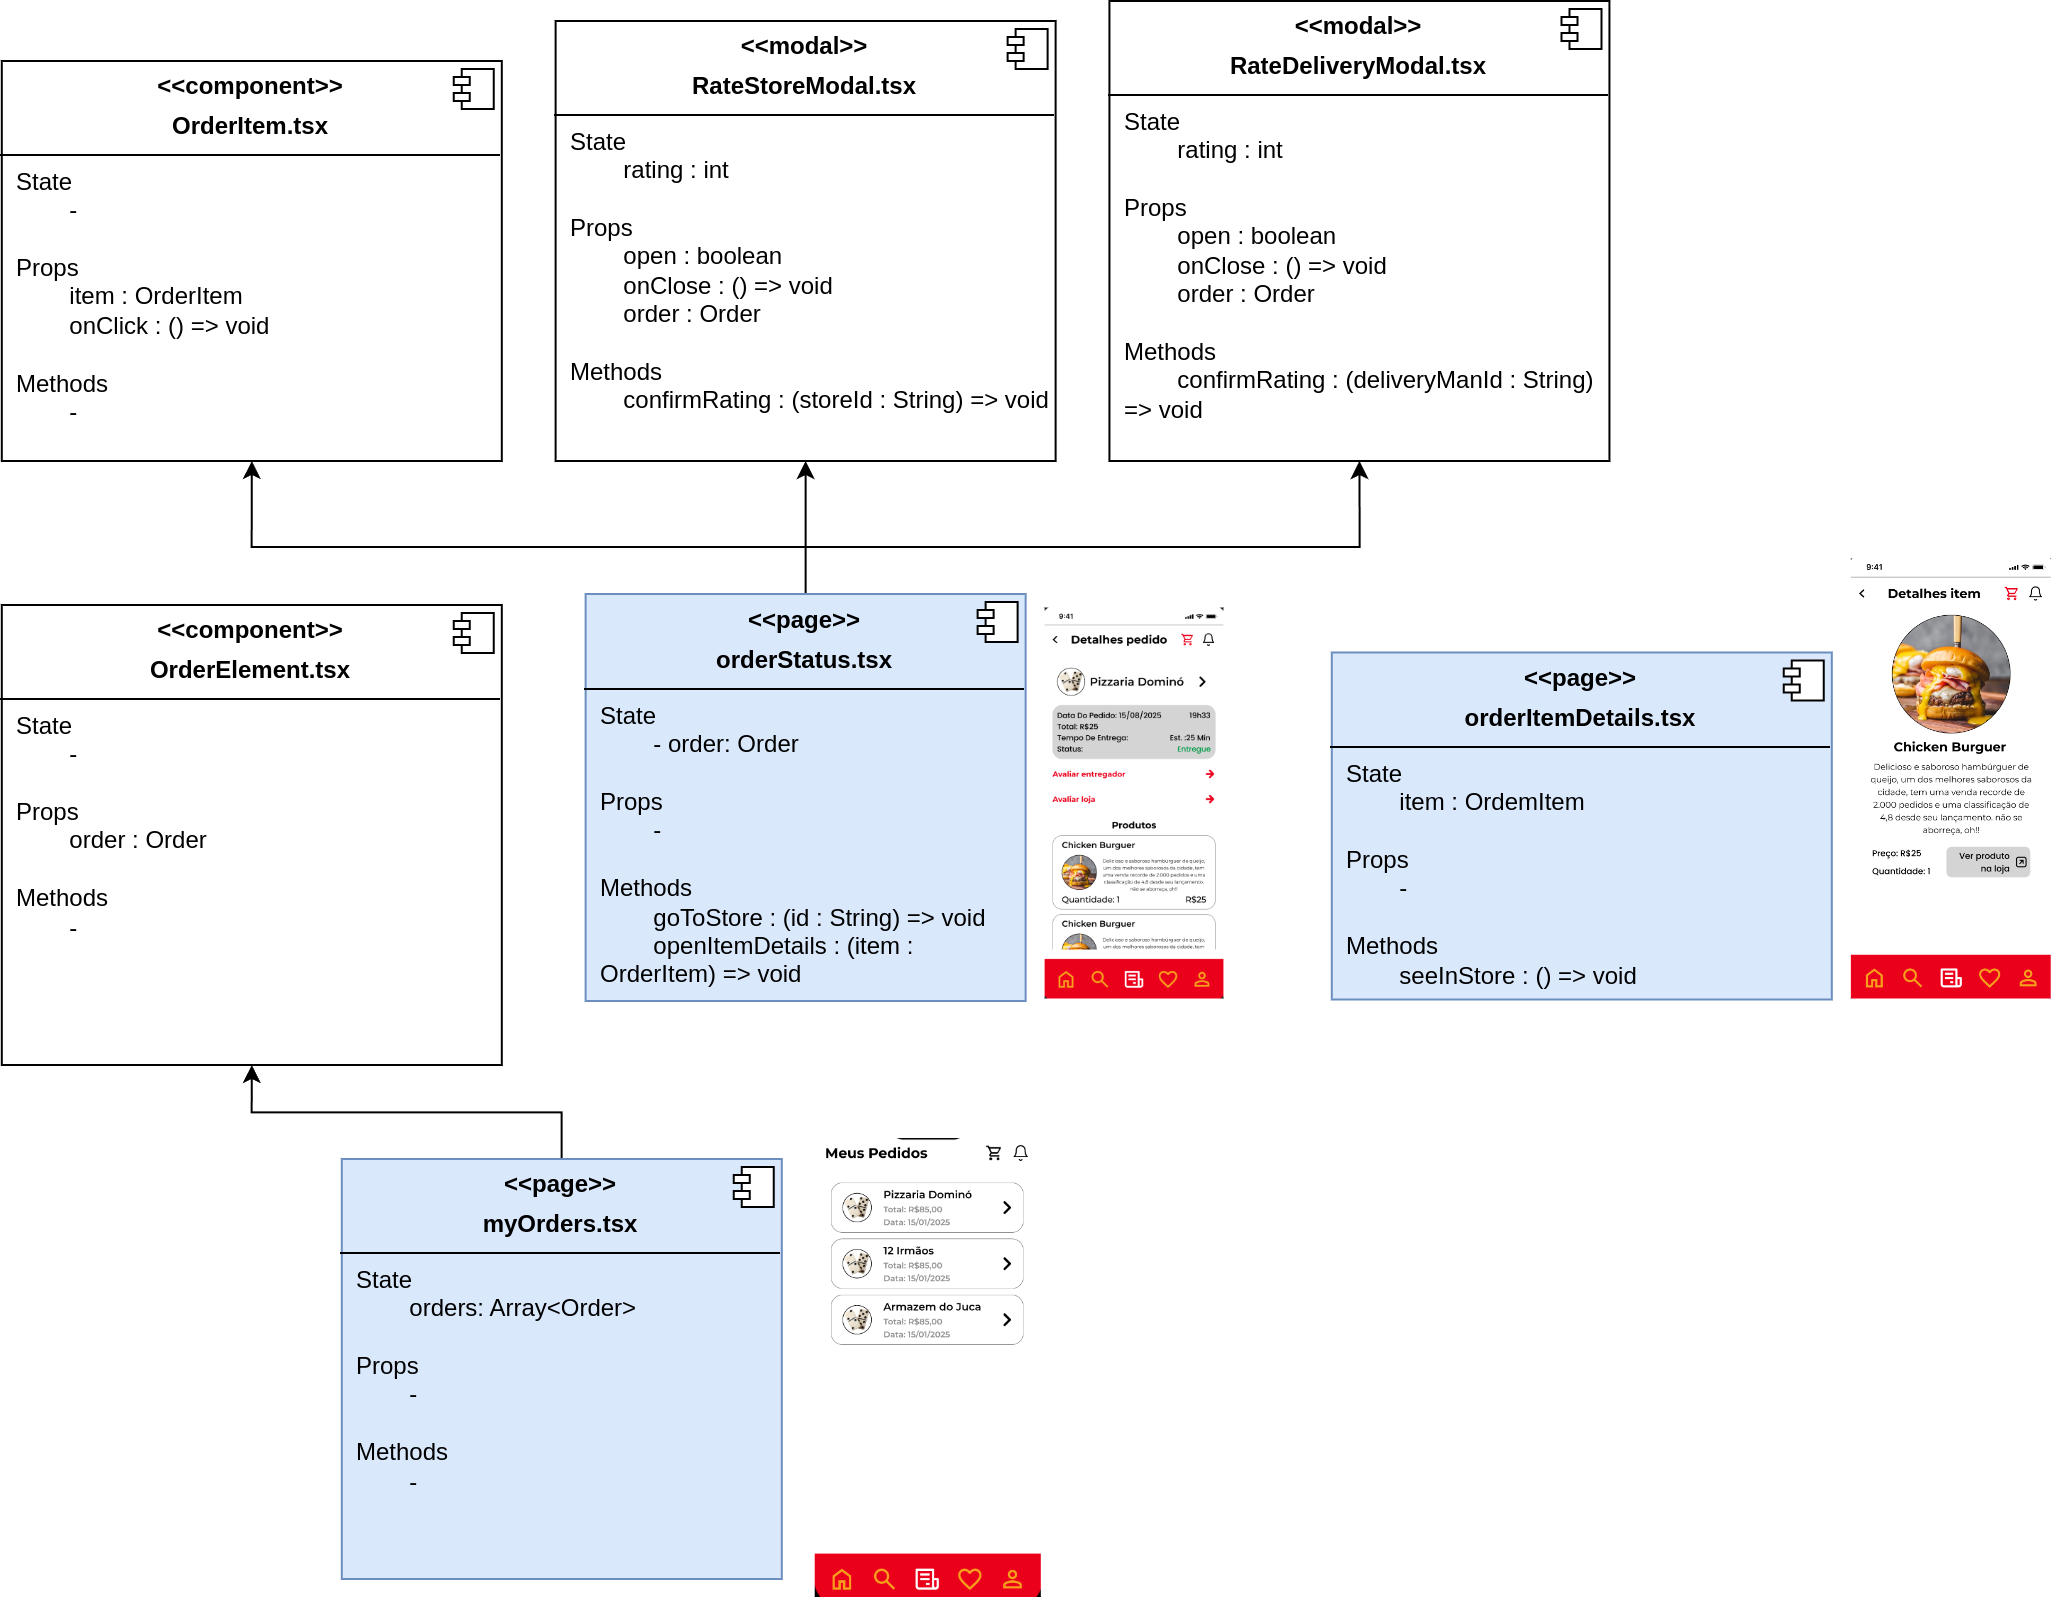 <<component>>
OrderItem.tsx
State
-
Props
item : OrderItem
onClick : () => void
Methods
-
<<modal>>
RateStoreModal.tsx
State
rating : int
Props
open : boolean
onClose : () => void
order : Order
Methods
confirmRating : (storeId : String) => void
<<modal>>
RateDeliveryModal.tsx
State
rating : int
Props
open : boolean
onClose : () => void
order : Order
Methods
confirmRating : (deliveryManId : String)
=> void
<<component>>
OrderElement.tsx
State
-
Props
order : Order
Methods
-
<<page>>
orderStatus.tsx
State
- order: Order
Props
-
Methods
goToStore : (id : String) => void
openItemDetails : (item :
OrderItem) => void
9:41
Detalhes pedido
Pizzaria Dominó
Data Do Pedido: 15/08/2025 19h33
Total: R$25
Tempo De Entrega: Est. :25 Min
Status: Entregue
Avaliar entregador
Avaliar loja
Produtos
Chicken Burguer
Delicioso e saboroso hambúrguer de queijo,
um dos melhores saborosos da cidade, tem
uma venda recorde de 2.000 pedidos e uma
classificação de 4,8 desde seu lançamento.
não se aborreça, oh!!
Quantidade: 1 R$25
Chicken Burguer
Delicioso e saboroso hambúrguer de queijo,
um dos melhores saborosos da cidade, tem
<<page>>
orderItemDetails.tsx
State
item : OrdemItem
Props
-
Methods
seeInStore : () => void
9:41
Detalhes item
Chicken Burguer
Delicioso e saboroso hambúrguer de
queijo, um dos melhores saborosos da
cidade, tem uma venda recorde de
2.000 pedidos e uma classificação de
4,8 desde seu lançamento. não se
aborreça, oh!!
Preço: R$25
Quantidade: 1
Ver produto
na loja
<<page>>
myOrders.tsx
State
orders: Array<Order>
Props
-
Methods
-
Meus Pedidos
Pizzaria Dominó
Total: R$85,00
Data: 15/01/2025
12 Irmãos
Total: R$85,00
Data: 15/01/2025
Armazem do Juca
Total: R$85,00
Data: 15/01/2025